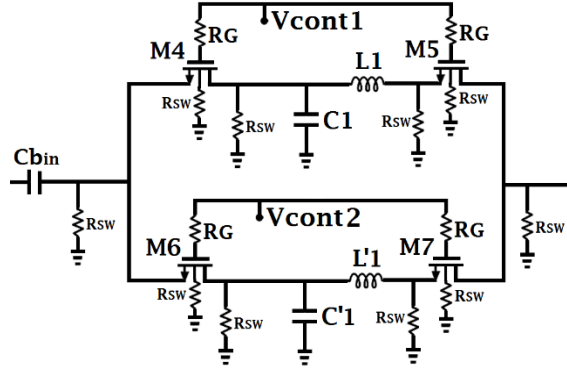 Vcont1
RG
RG
M4
M5
L1
RSW
RSW
RSW
RSW
C1
Cbin
RSW
RSW
Vcont2
RG
RG
M6
M7
L'1
RSW
RSW
RSW
RSW
C'1